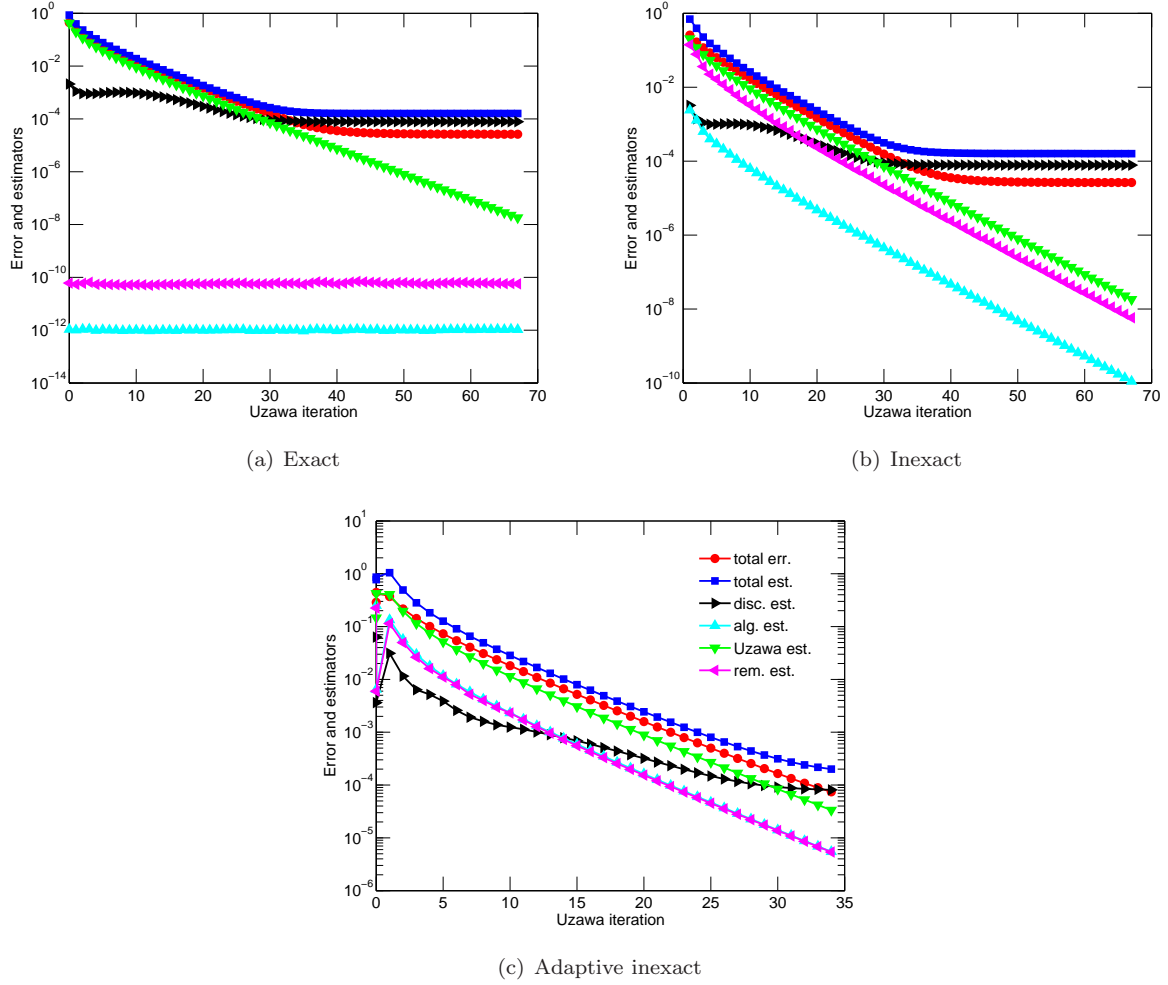 10^0
10^−2
10^−4
10^−6
10^−8
10^−10
10^−12
10^−14
Error and estimators
0 10 20 30 40 50 60 70
Uzawa iteration
(a) Exact
10^0
10^−2
10^−4
10^−6
10^−8
10^−10
Error and estimators
0 10 20 30 40 50 60 70
Uzawa iteration
(b) Inexact
10^1
10^0
10^−1
10^−2
10^−3
10^−4
10^−5
10^−6
Error and estimators
total err.
total est.
disc. est.
alg. est.
Uzawa est.
rem. est.
0 5 10 15 20 25 30 35
Uzawa iteration
(c) Adaptive inexact